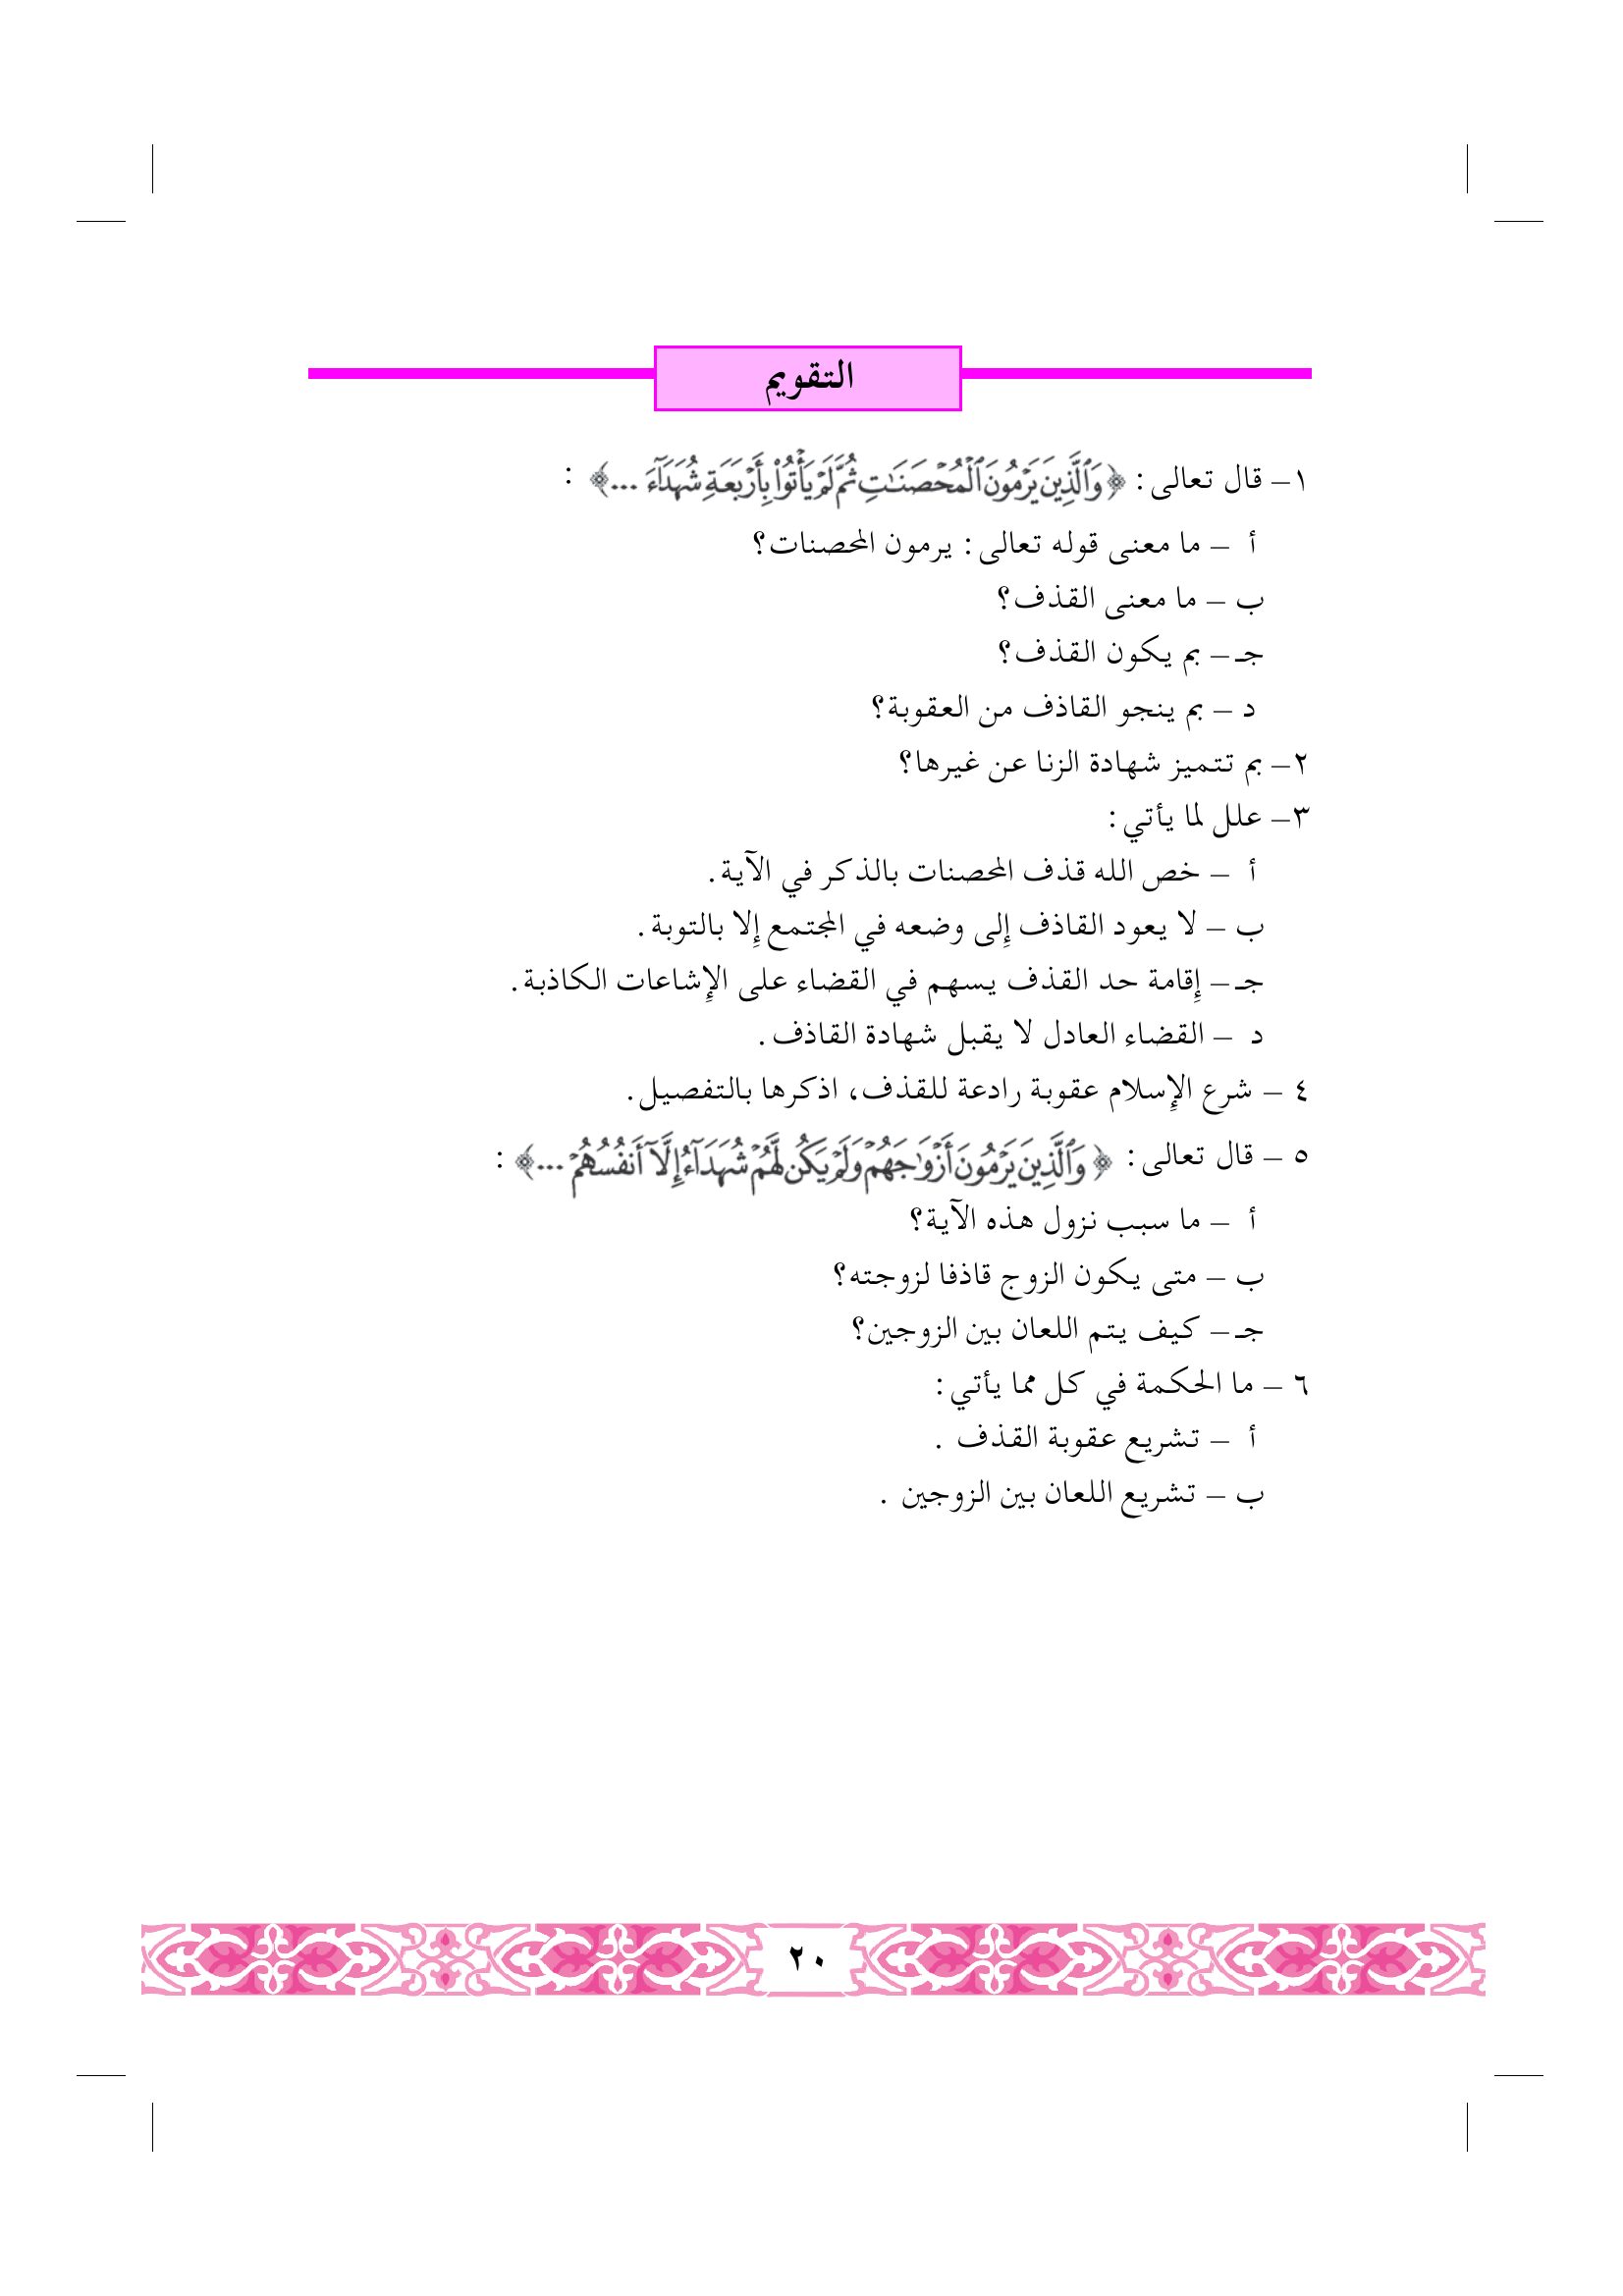 التقويم
١– قال تعالى: ﴿وَٱلَّذِينَ يَرۡمُونَ ٱلۡمُحۡصَنَٰتِ ثُمَّ لَمۡ يَأۡتُواْ بِأَرۡبَعَةِ شُهَدَآءَ ...﴾ :
أ – ما معنى قوله تعالى: يرمون المحصنات؟
ب – ما معنى القذف؟
جـ – بم يكون القذف؟
د – بم ينجو القاذف من العقوبة؟
٢– بم تتميز شهادة الزنا عن غيرها؟
٣– علل لما يأتي:
أ – خص الله قذف المحصنات بالذكر في الآية.
ب – لا يعود القاذف إلى وضعه في المجتمع إلا بالتوبة.
جـ – إقامة حد القذف يسهم في القضاء على الإشاعات الكاذبة.
د – القضاء العادل لا يقبل شهادة القاذف.
٤ – شرع الإسلام عقوبة رادعة للقذف، اذكرها بالتفصيل.
٥ – قال تعالى: ﴿وَٱلَّذِينَ يَرۡمُونَ أَزۡوَٰجَهُمۡ وَلَمۡ يَكُن لَّهُمۡ شُهَدَآءُ إِلَّآ أَنفُسُهُمۡ ...﴾ :
أ – ما سبب نزول هذه الآية؟
ب – متى يكون الزوج قاذفا لزوجته؟
جـ – كيف يتم اللعان بين الزوجين؟
٦ – ما الحكمة في كل مما يأتي:
أ – تشريع عقوبة القذف .
ب – تشريع اللعان بين الزوجين .
٢٠